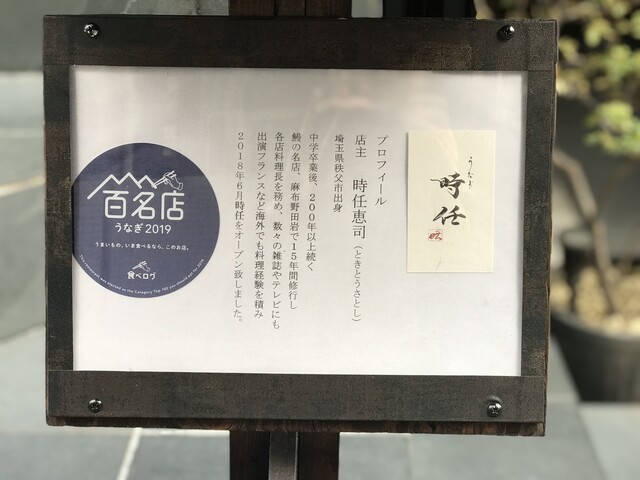 うなぎ
時任
プロフィール
店主 時任恵司（ときとうさとし）
埼玉県秩父市出身
中学卒業後、200年以上続く
鰻の名店、麻布野田岩で15年間修行し
各店料理長を務め、数々の雑誌やテレビにも
出演フランスなど海外でも料理経験を積み
2018年6月時任をオープン致しました。
百名店
うなぎ 2019
うまいもの、いま食べるなら、このお店。
食べログ